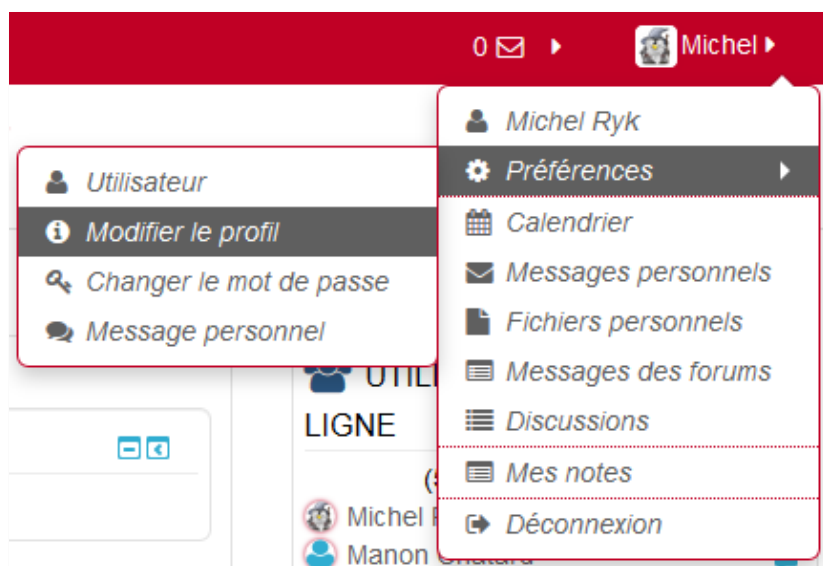 0 Michel
Michel Ryk
Préférences
Calendrier
Messages personnels
Fichiers personnels
Messages des forums
Discussions
Mes notes
Déconnexion
Utilisateur
Modifier le profil
Changer le mot de passe
Message personnel
LIGNE
Michel
Manon